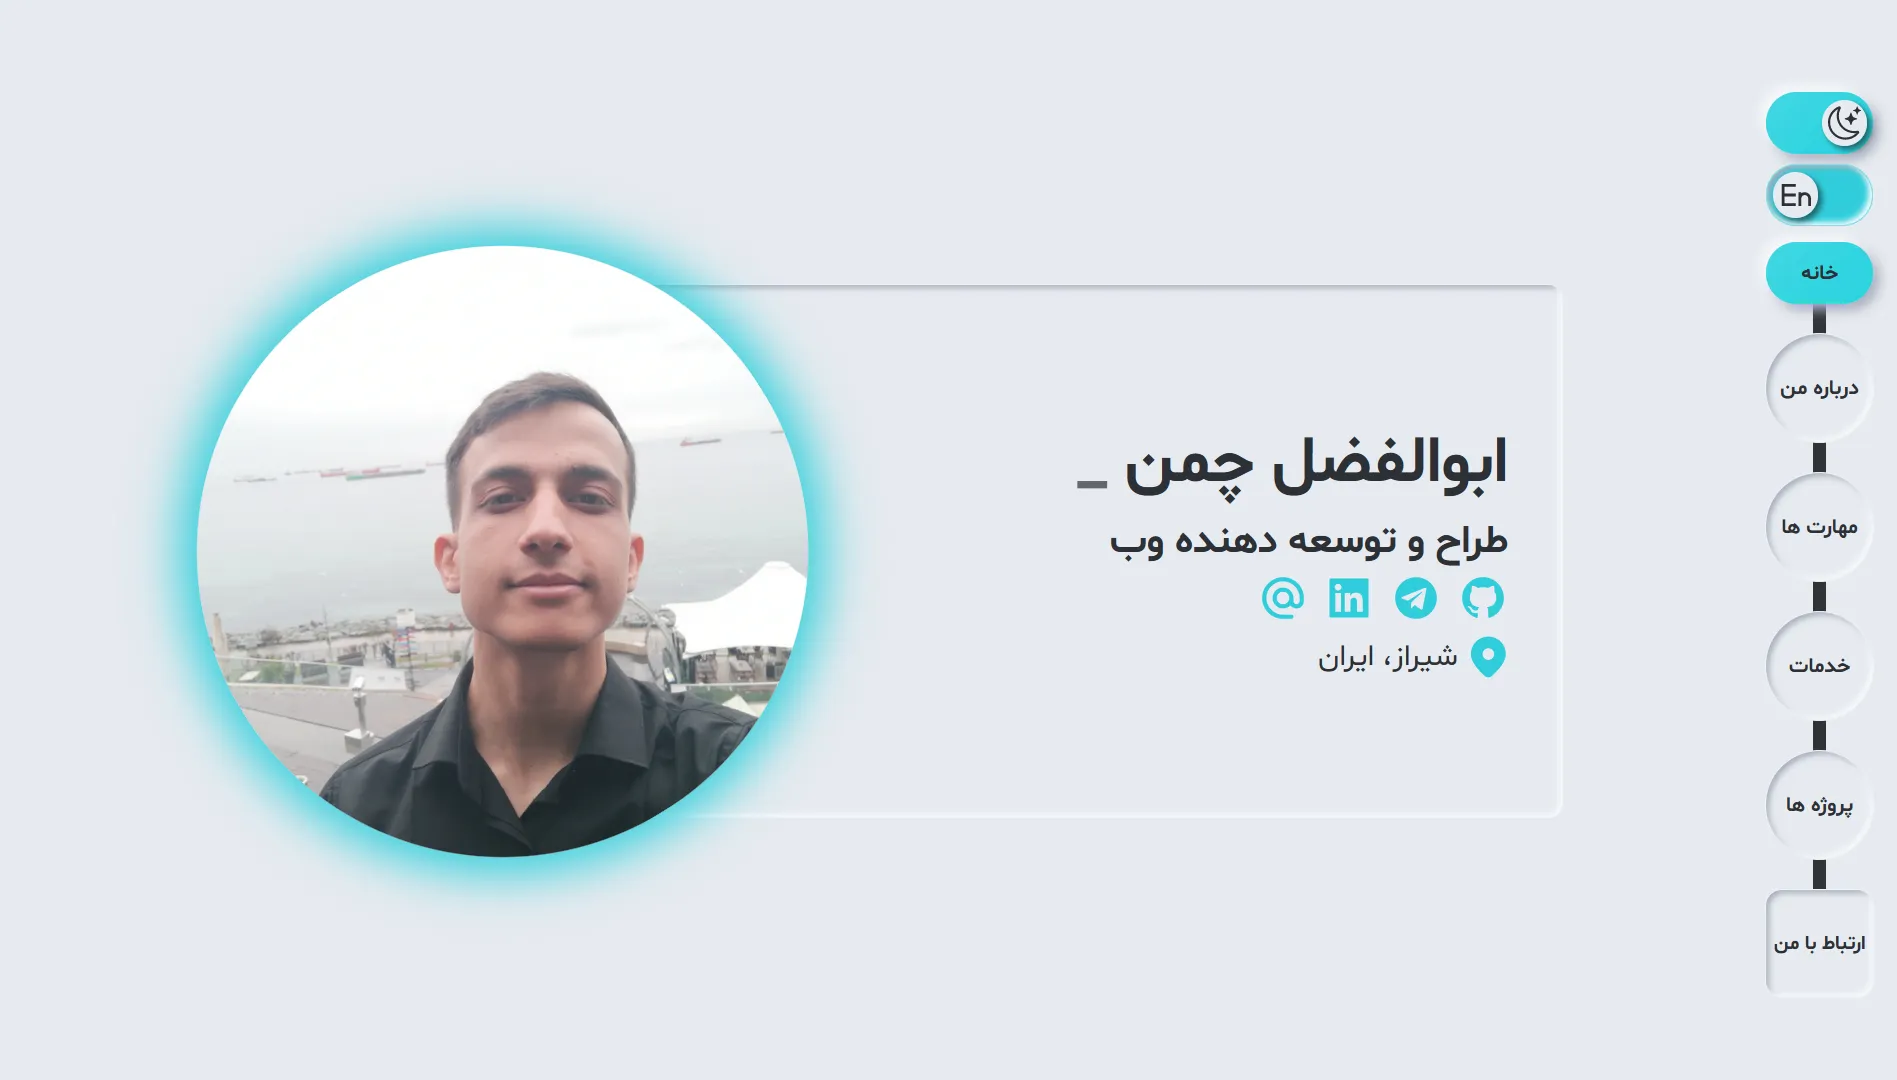 En
خانه
درباره من
مهارت ها
خدمات
پروژه ها
ارتباط با من
ابوالفضل چمن _
طراح و توسعه دهنده وب
in
شیراز، ایران